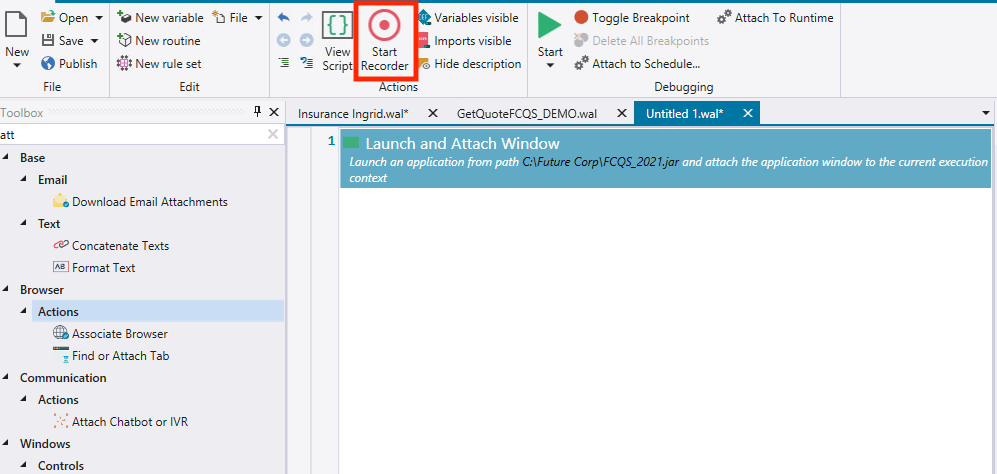 Open
New variable
File
Variables visible
Toggle Breakpoint
Attach To Runtime
Save
New routine
Imports visible
Delete All Breakpoints
New
Publish
New rule set
View
Script
Start
Recorder
Hide description
Start
Attach to Schedule...
File
Edit
Actions
Debugging
Toolbox
Insurance Ingrid.wal*
GetQuoteFCQS_DEMO.wal
Untitled 1.wal*
att
1
Launch and Attach Window
Launch an application from path C:\Future Corp\FCQS_2021.jar and attach the application window to the current execution
context
Base
Email
Download Email Attachments
Text
Concatenate Texts
AB
Format Text
Browser
Actions
Associate Browser
Find or Attach Tab
Communication
Actions
Attach Chatbot or IVR
Windows
Controls